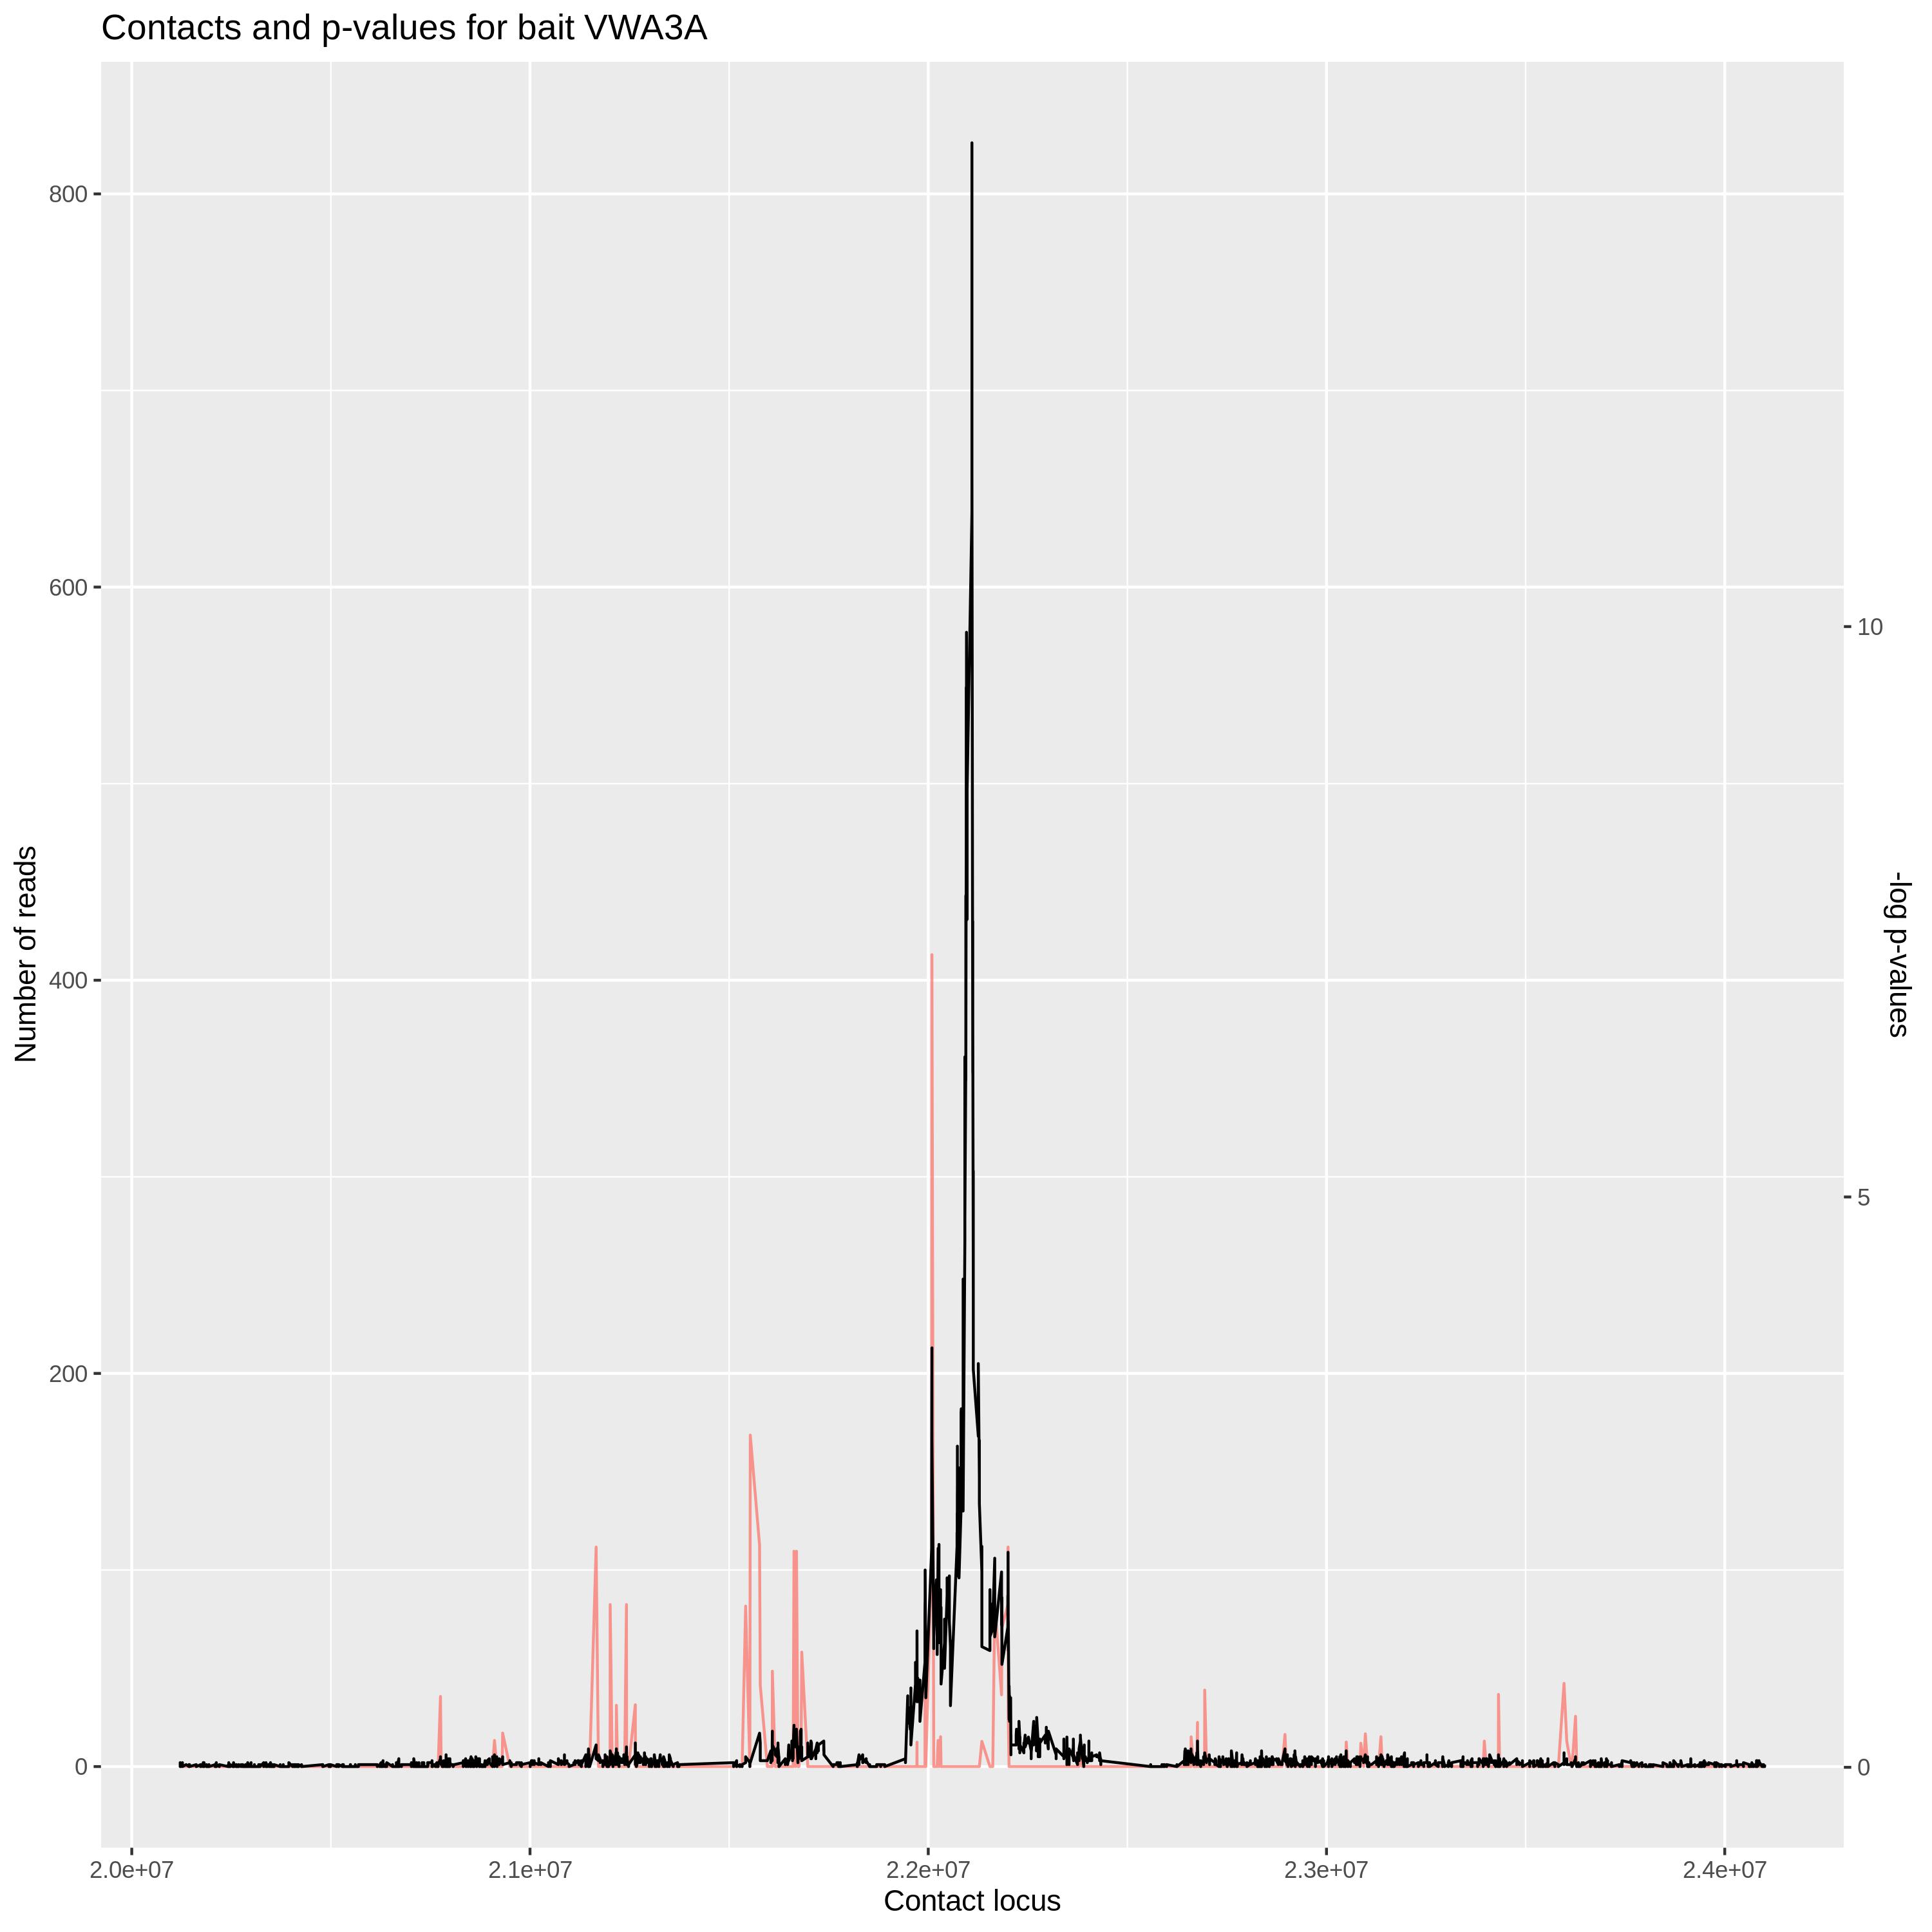 Contacts and p-values for bait VWA3A
800
600
400
200
0
Number of reads
10
5
0
-log p-values
2.0e+07
2.1e+07
2.2e+07
2.3e+07
2.4e+07
Contact locus